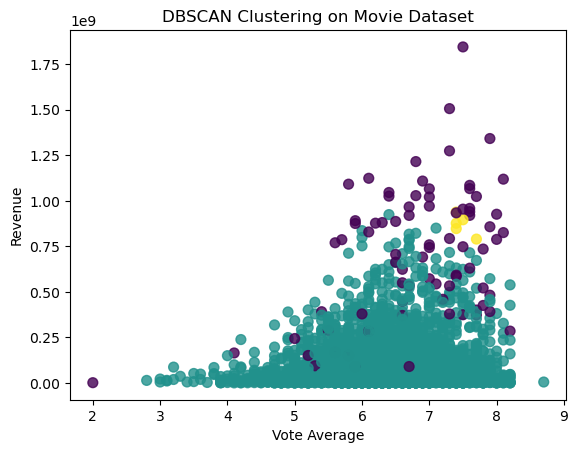 DBSCAN Clustering on Movie Dataset
1e9
1.75
1.50
1.25
1.00
0.75
0.50
0.25
0.00
Revenue
2 3 4 5 6 7 8 9
Vote Average